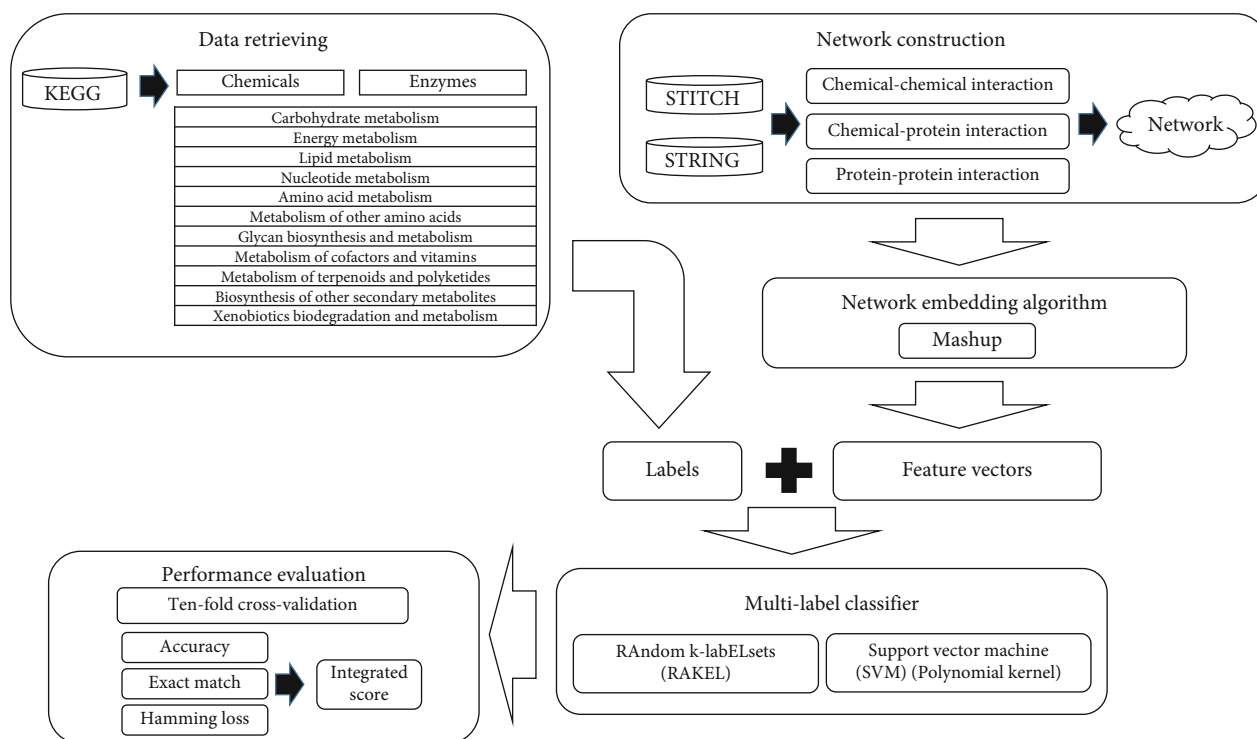 Data retrieving
KEGG
Chemicals
Enzymes
Carbohydrate metabolism
Energy metabolism
Lipid metabolism
Nucleotide metabolism
Amino acid metabolism
Metabolism of other amino acids
Glycan biosynthesis and metabolism
Metabolism of cofactors and vitamins
Metabolism of terpenoids and polyketides
Biosynthesis of other secondary metabolites
Xenobiotics biodegradation and metabolism
Network construction
STITCH
STRING
Chemical-chemical interaction
Chemical-protein interaction
Protein-protein interaction
Network
Network embedding algorithm
Mashup
Labels
Feature vectors
Multi-label classifier
RAndom k-labELsets
(RAKEL)
Support vector machine
(SVM) (Polynomial kernel)
Performance evaluation
Ten-fold cross-validation
Accuracy
Exact match
Hamming loss
Integrated
score